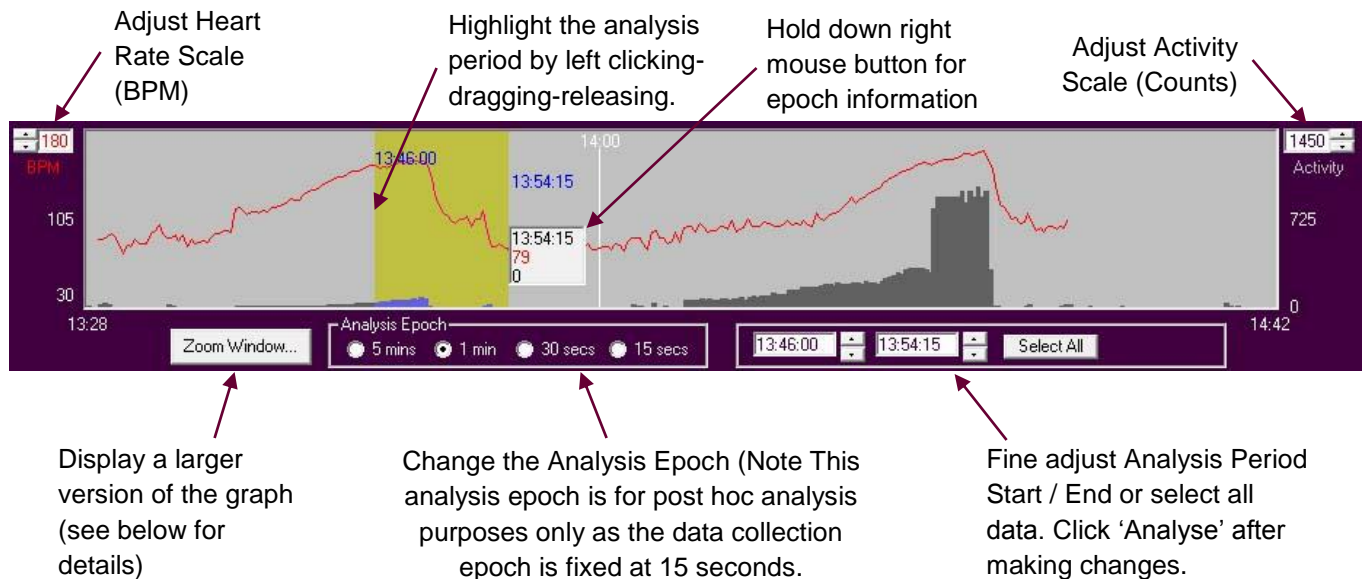 Adjust Heart
Rate Scale
(BPM)
Highlight the analysis
period by left clicking-
dragging-releasing.
Hold down right
mouse button for
epoch information
Adjust Activity
Scale (Counts)
180
BPM
105
30
13:46:00
13:54:15
14:00
13:54:15
79
0
1450
Activity
725
0
13:28
14:42
Zoom Window...
Analysis Epoch
5 mins 1 min 30 secs 15 secs
13:46:00 13:54:15 Select All
Display a larger
version of the graph
(see below for
details)
Change the Analysis Epoch (Note This
analysis epoch is for post hoc analysis
purposes only as the data collection
epoch is fixed at 15 seconds.
Fine adjust Analysis Period
Start / End or select all
data. Click ‘Analyse’ after
making changes.